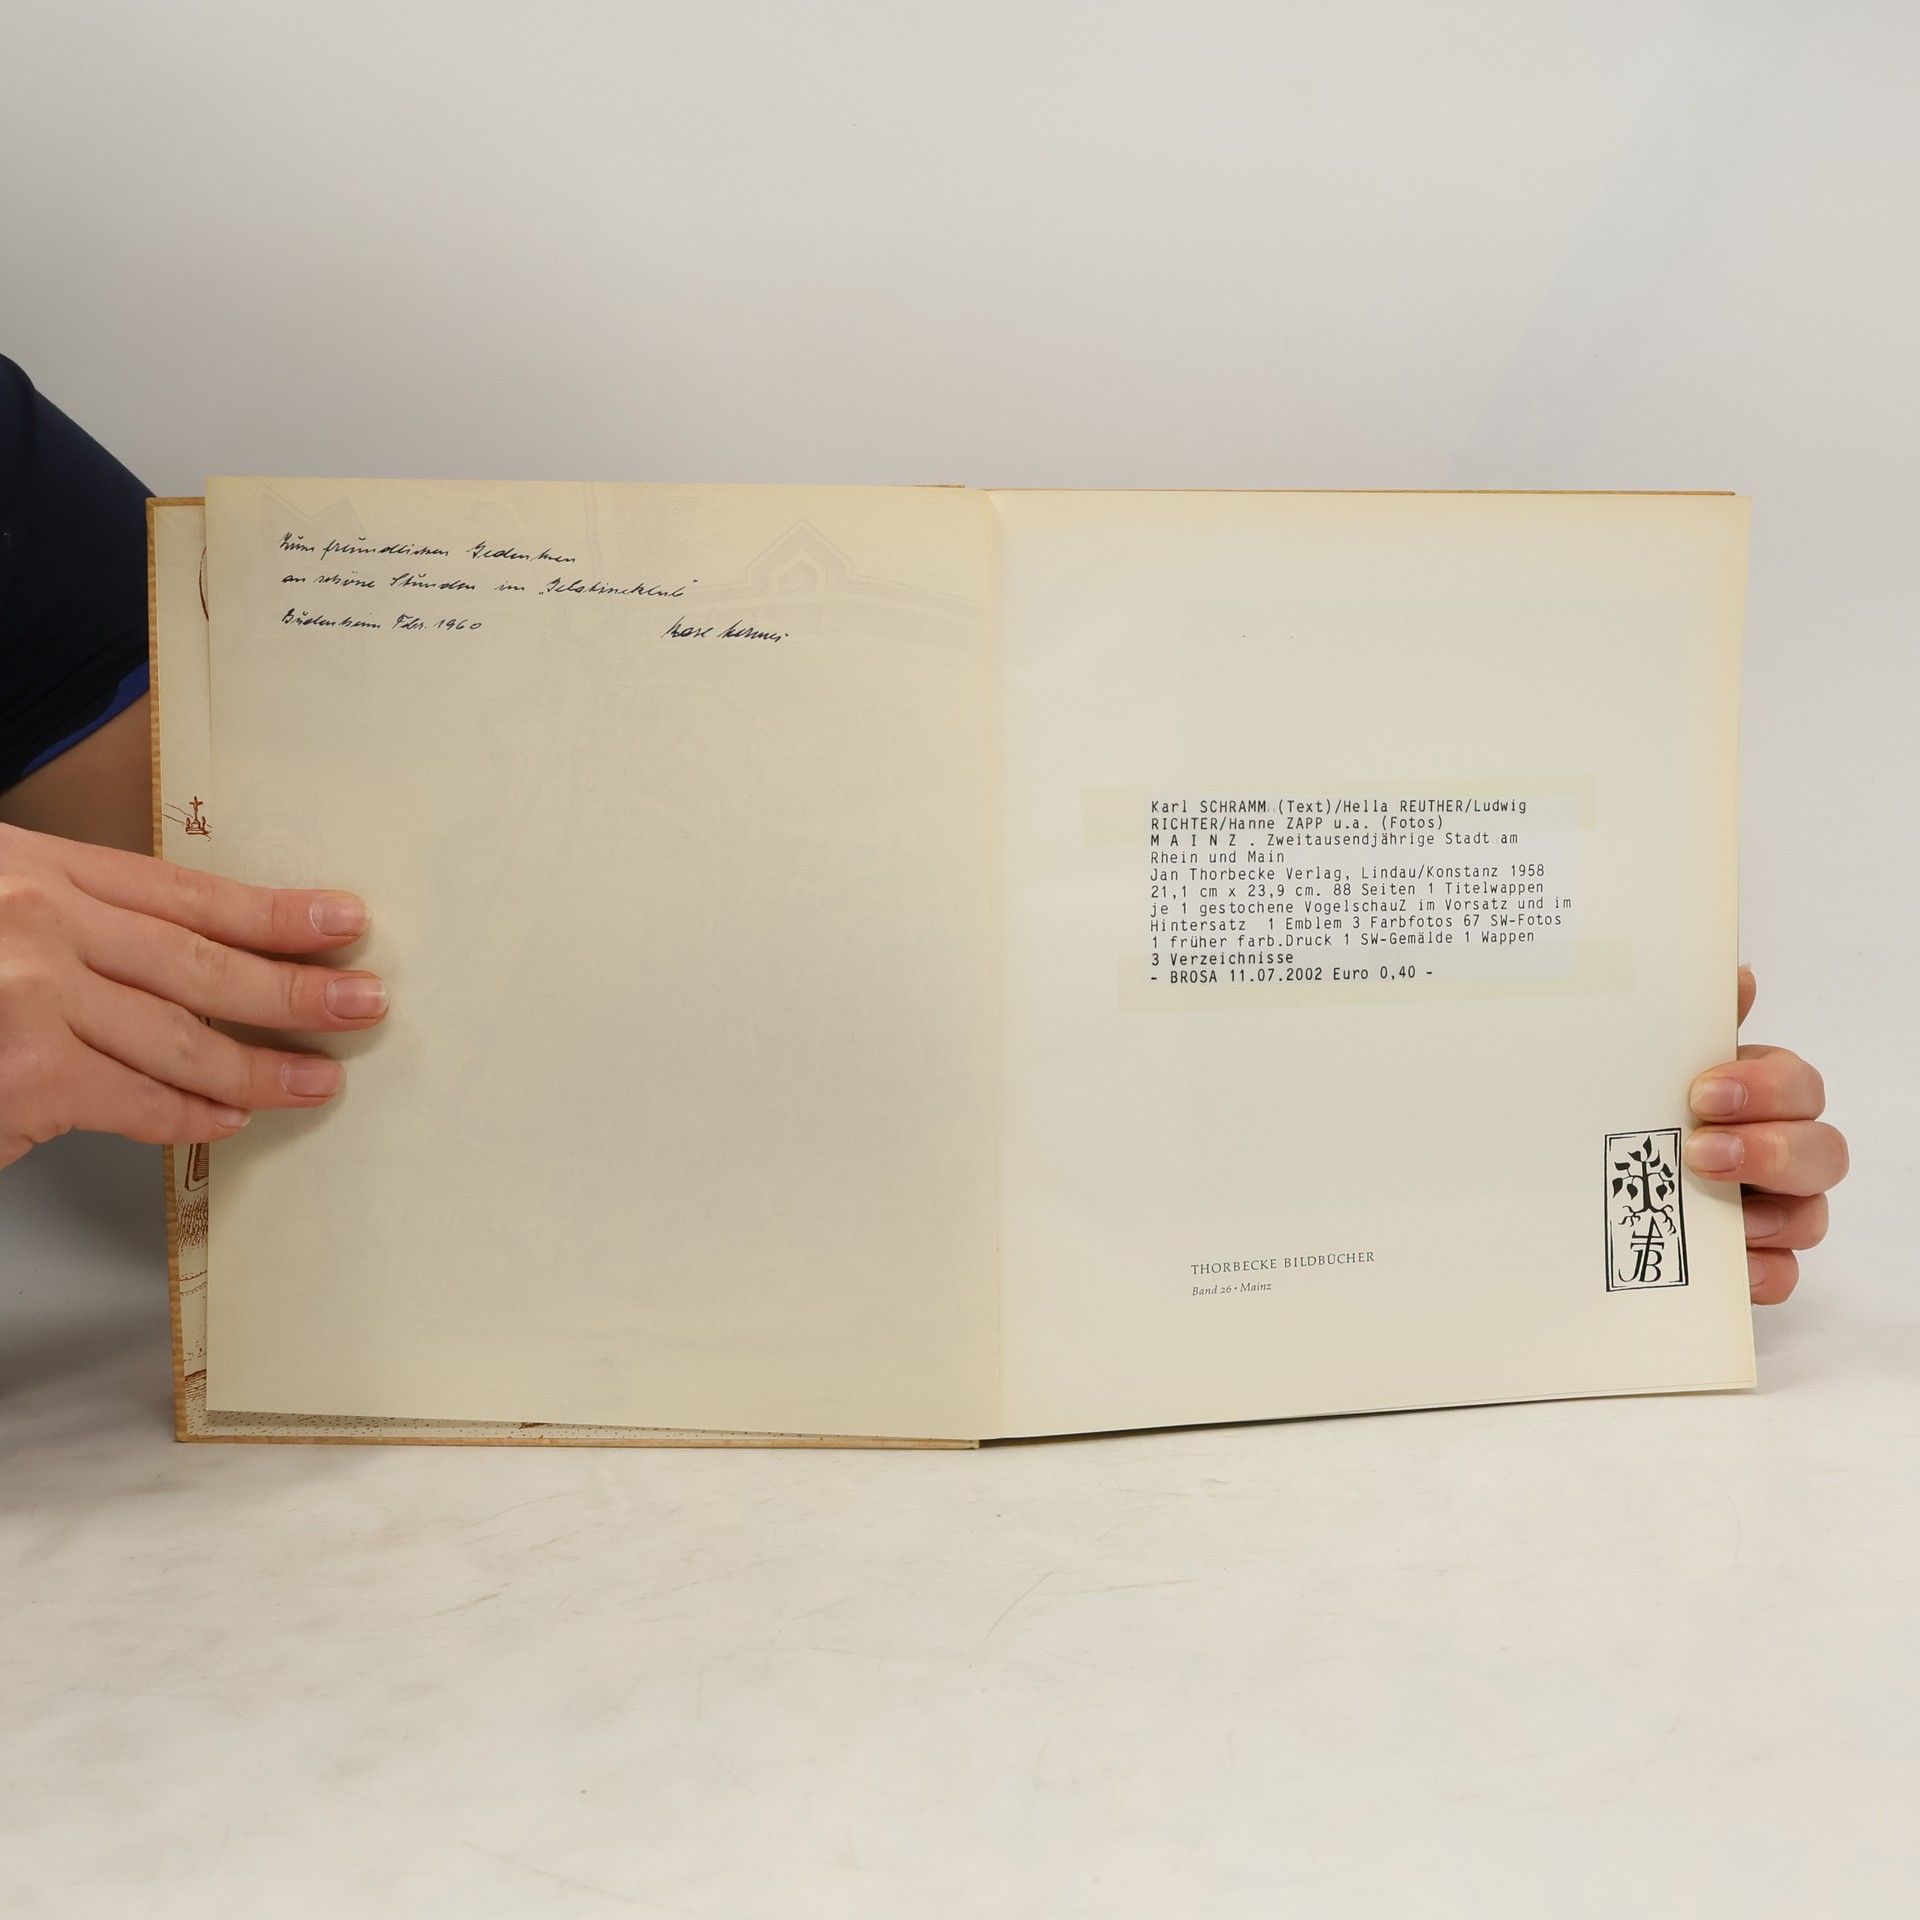 Zum freundlichen Gedenken
an schöne Stunden im „Gelatineklub“
Budenheim Febr. 1960
Karl SCHRAMM (Text)/Hella REUTHER/Ludwig
RICHTER/Hanne ZAPP u.a. (Fotos)
M A I N Z . Zweitausendjährige Stadt am
Rhein und Main
Jan Thorbecke Verlag, Lindau/Konstanz 1958
21,1 cm x 23,9 cm. 88 Seiten 1 Titelwappen
je 1 gestochene VogelschauZ im Vorsatz und im
Hintersatz 1 Emblem 3 Farbfotos 67 SW-Fotos
1 früher farb.Druck 1 SW-Gemälde 1 Wappen
3 Verzeichnisse
- BROSA 11.07.2002 Euro 0,40 -
THORBECKE BILDBÜCHER
Band 26 • Mainz